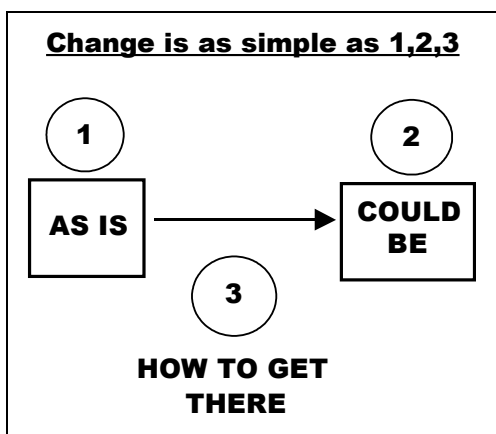 Change is as simple as 1,2,3
1
2
AS IS
COULD
BE
3
HOW TO GET
THERE